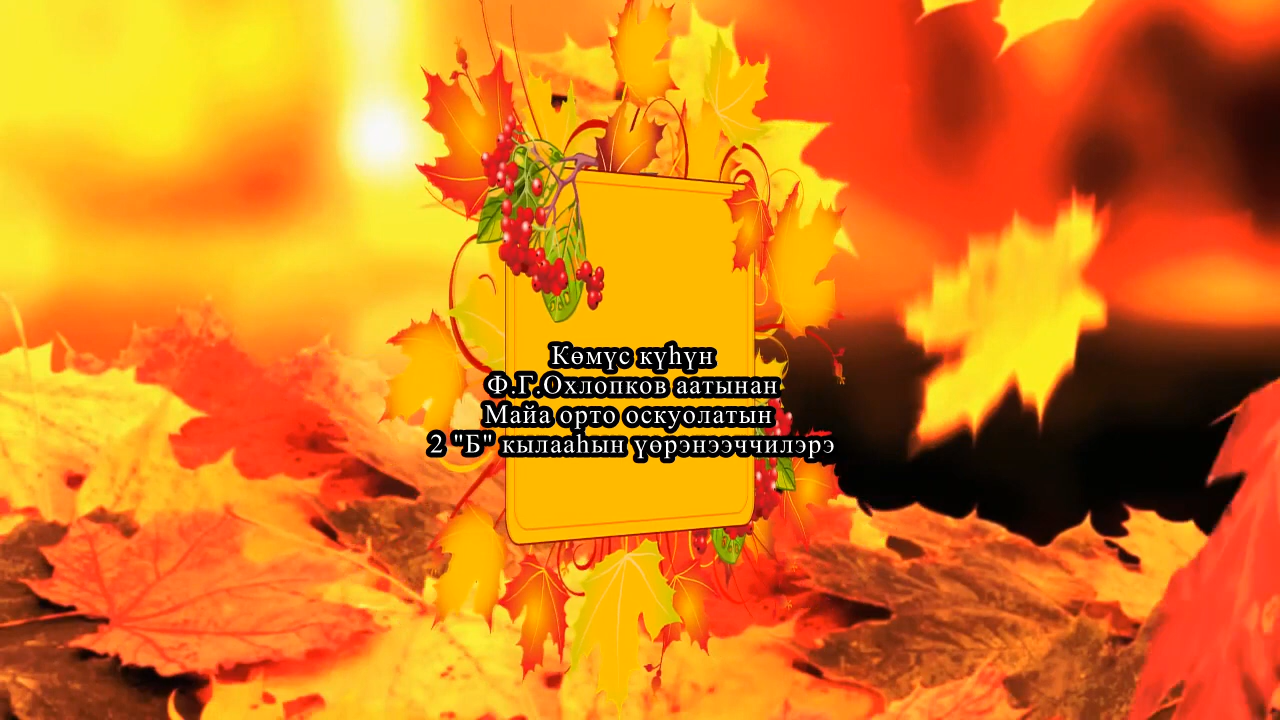 Көмүс күһүн
Ф.Г.Охлопков аатынан
Майа орто оскуолатын
2 "Б" кылааһын үөрэнээччилэрэ